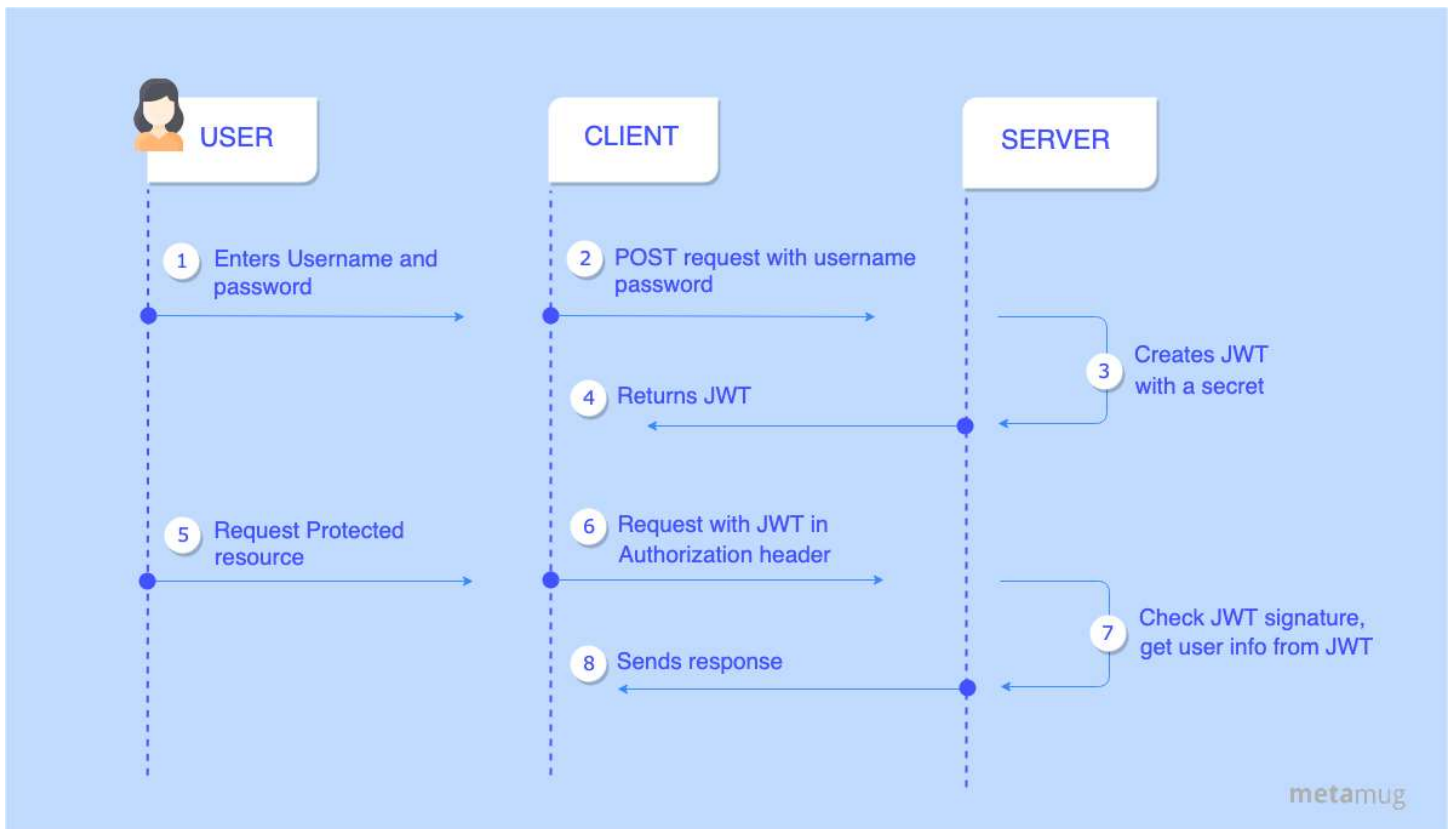 USER
CLIENT
SERVER
1
Enters Username and
password
2
POST request with username
password
3
Creates JWT
with a secret
4
Returns JWT
5
Request Protected
resource
6
Request with JWT in
Authorization header
7
Check JWT signature,
get user info from JWT
8
Sends response
metamug